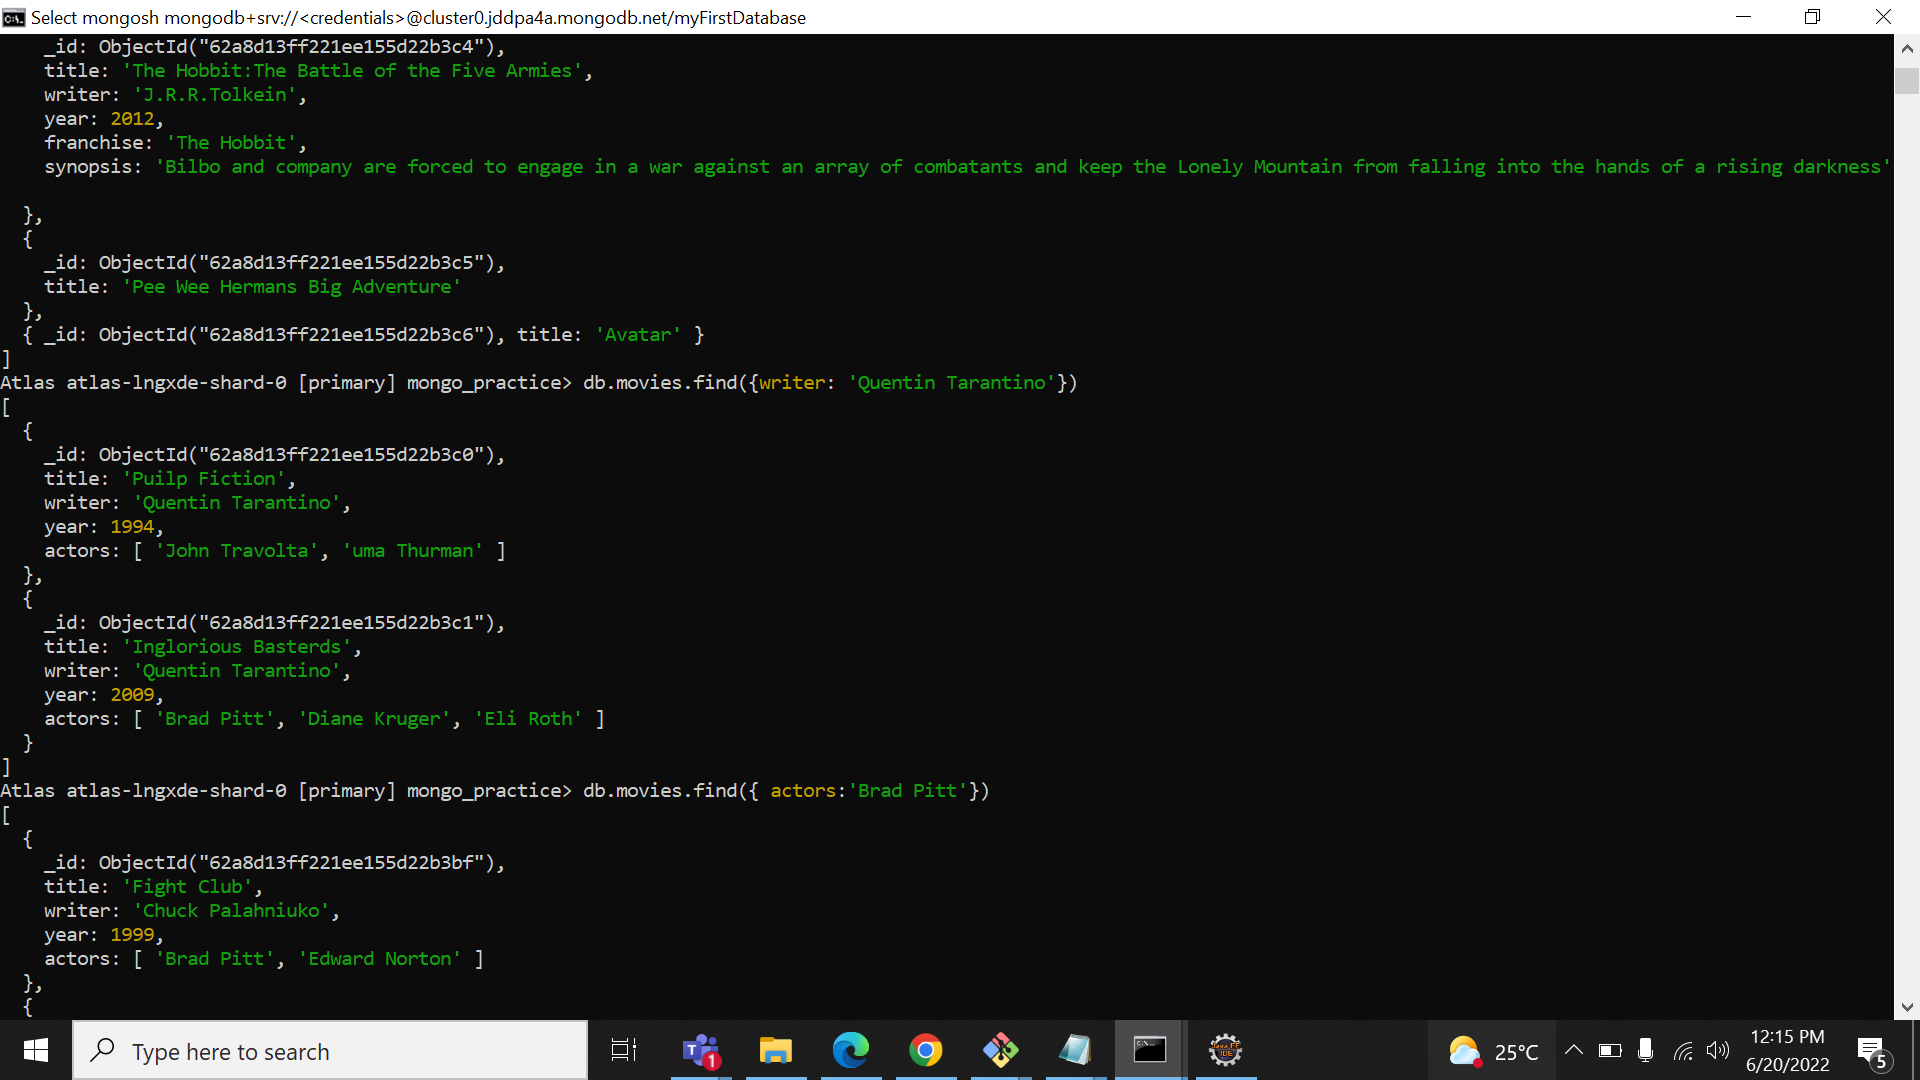 Select mongosh mongodb+srv://<credentials>@cluster0.jddpa4a.mongodb.net/myFirstDatabase
_id: ObjectId("62a8d13ff221ee155d22b3c4"),
title: 'The Hobbit:The Battle of the Five Armies',
writer: 'J.R.R.Tolkein',
year: 2012,
franchise: 'The Hobbit',
synopsis: 'Bilbo and company are forced to engage in a war against an array of combatants and keep the Lonely Mountain from falling into the hands of a rising darkness'
},
{
_id: ObjectId("62a8d13ff221ee155d22b3c5"),
title: 'Pee Wee Hermans Big Adventure'
},
{ _id: ObjectId("62a8d13ff221ee155d22b3c6"), title: 'Avatar' }
]
Atlas atlas-lngxde-shard-0 [primary] mongo_practice> db.movies.find({writer: 'Quentin Tarantino'})
[
{
_id: ObjectId("62a8d13ff221ee155d22b3c0"),
title: 'Puilp Fiction',
writer: 'Quentin Tarantino',
year: 1994,
actors: [ 'John Travolta', 'uma Thurman' ]
},
{
_id: ObjectId("62a8d13ff221ee155d22b3c1"),
title: 'Inglorious Basterds',
writer: 'Quentin Tarantino',
year: 2009,
actors: [ 'Brad Pitt', 'Diane Kruger', 'Eli Roth' ]
}
]
Atlas atlas-lngxde-shard-0 [primary] mongo_practice> db.movies.find({ actors:'Brad Pitt'})
[
{
_id: ObjectId("62a8d13ff221ee155d22b3bf"),
title: 'Fight Club',
writer: 'Chuck Palahniuko',
year: 1999,
actors: [ 'Brad Pitt', 'Edward Norton' ]
},
{
Type here to search
T
1
Java EE
IDE
25°C
12:15 PM
6/20/2022
5